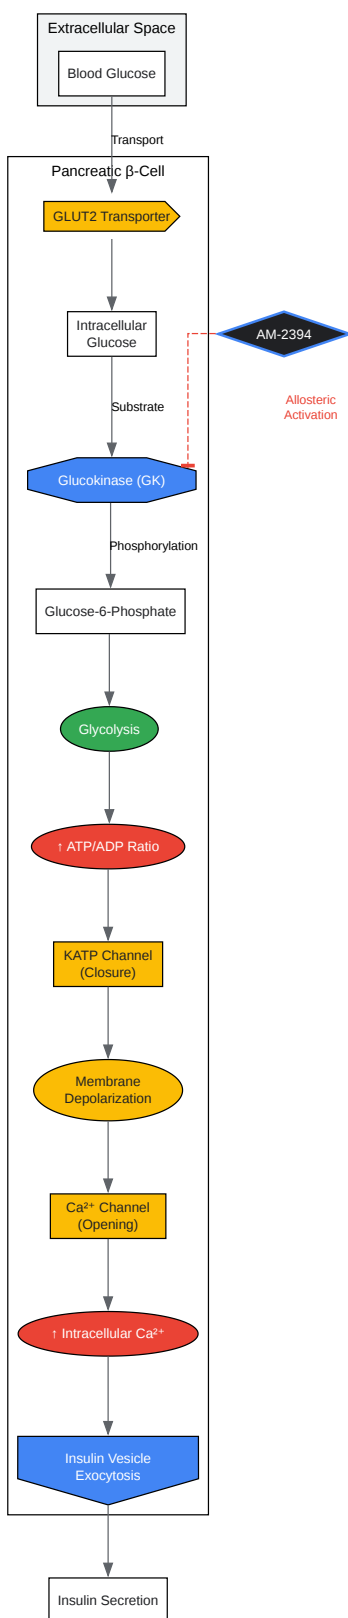 Extracellular Space
Blood Glucose
Transport
Pancreatic β-Cell
GLUT2 Transporter
Intracellular
Glucose
AM-2394
Allosteric
Activation
Substrate
Glucokinase (GK)
Phosphorylation
Glucose-6-Phosphate
Glycolysis
↑ ATP/ADP Ratio
KATP Channel
(Closure)
Membrane
Depolarization
Ca²⁺ Channel
(Opening)
↑ Intracellular Ca²⁺
Insulin Vesicle
Exocytosis
Insulin Secretion